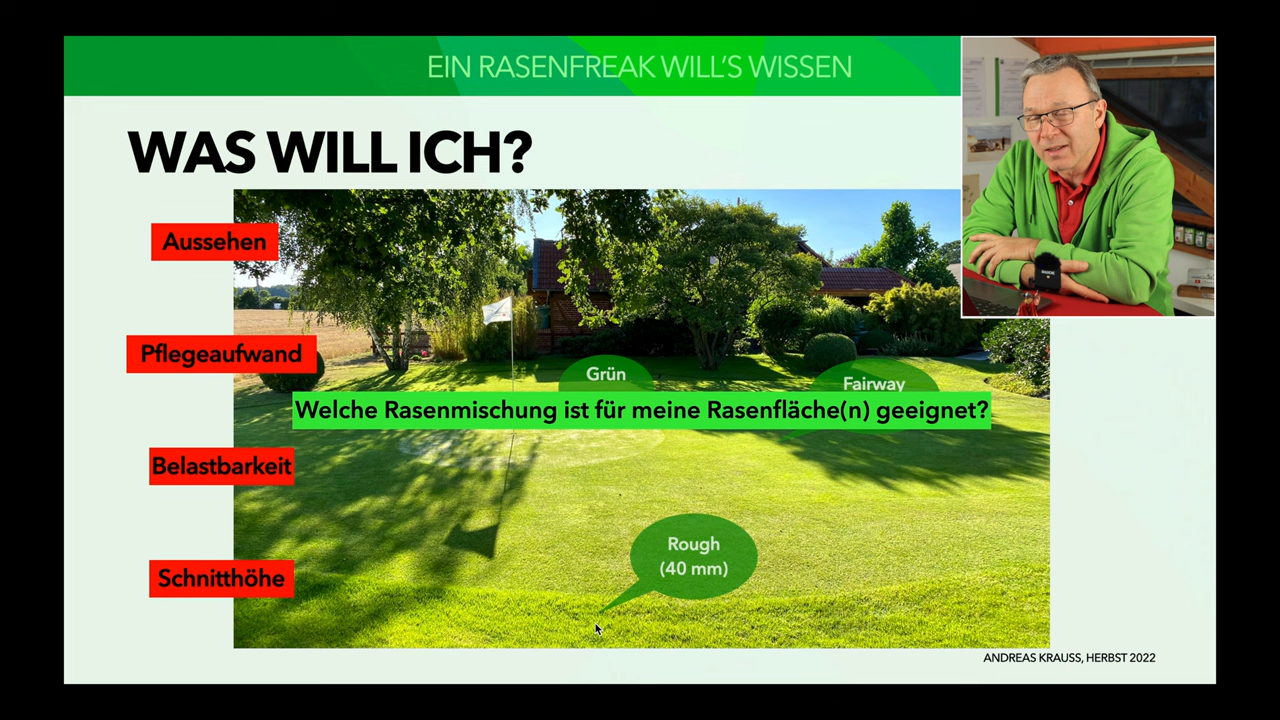 EIN RASENFREAK WILL'S WISSEN
WAS WILL ICH?
Aussehen
Pflegeaufwand
Grün
Fairway
Welche Rasenmischung ist für meine Rasenfläche(n) geeignet?
Belastbarkeit
Rough
(40 mm)
Schnitthöhe
ANDREAS KRAUSS, HERBST 2022